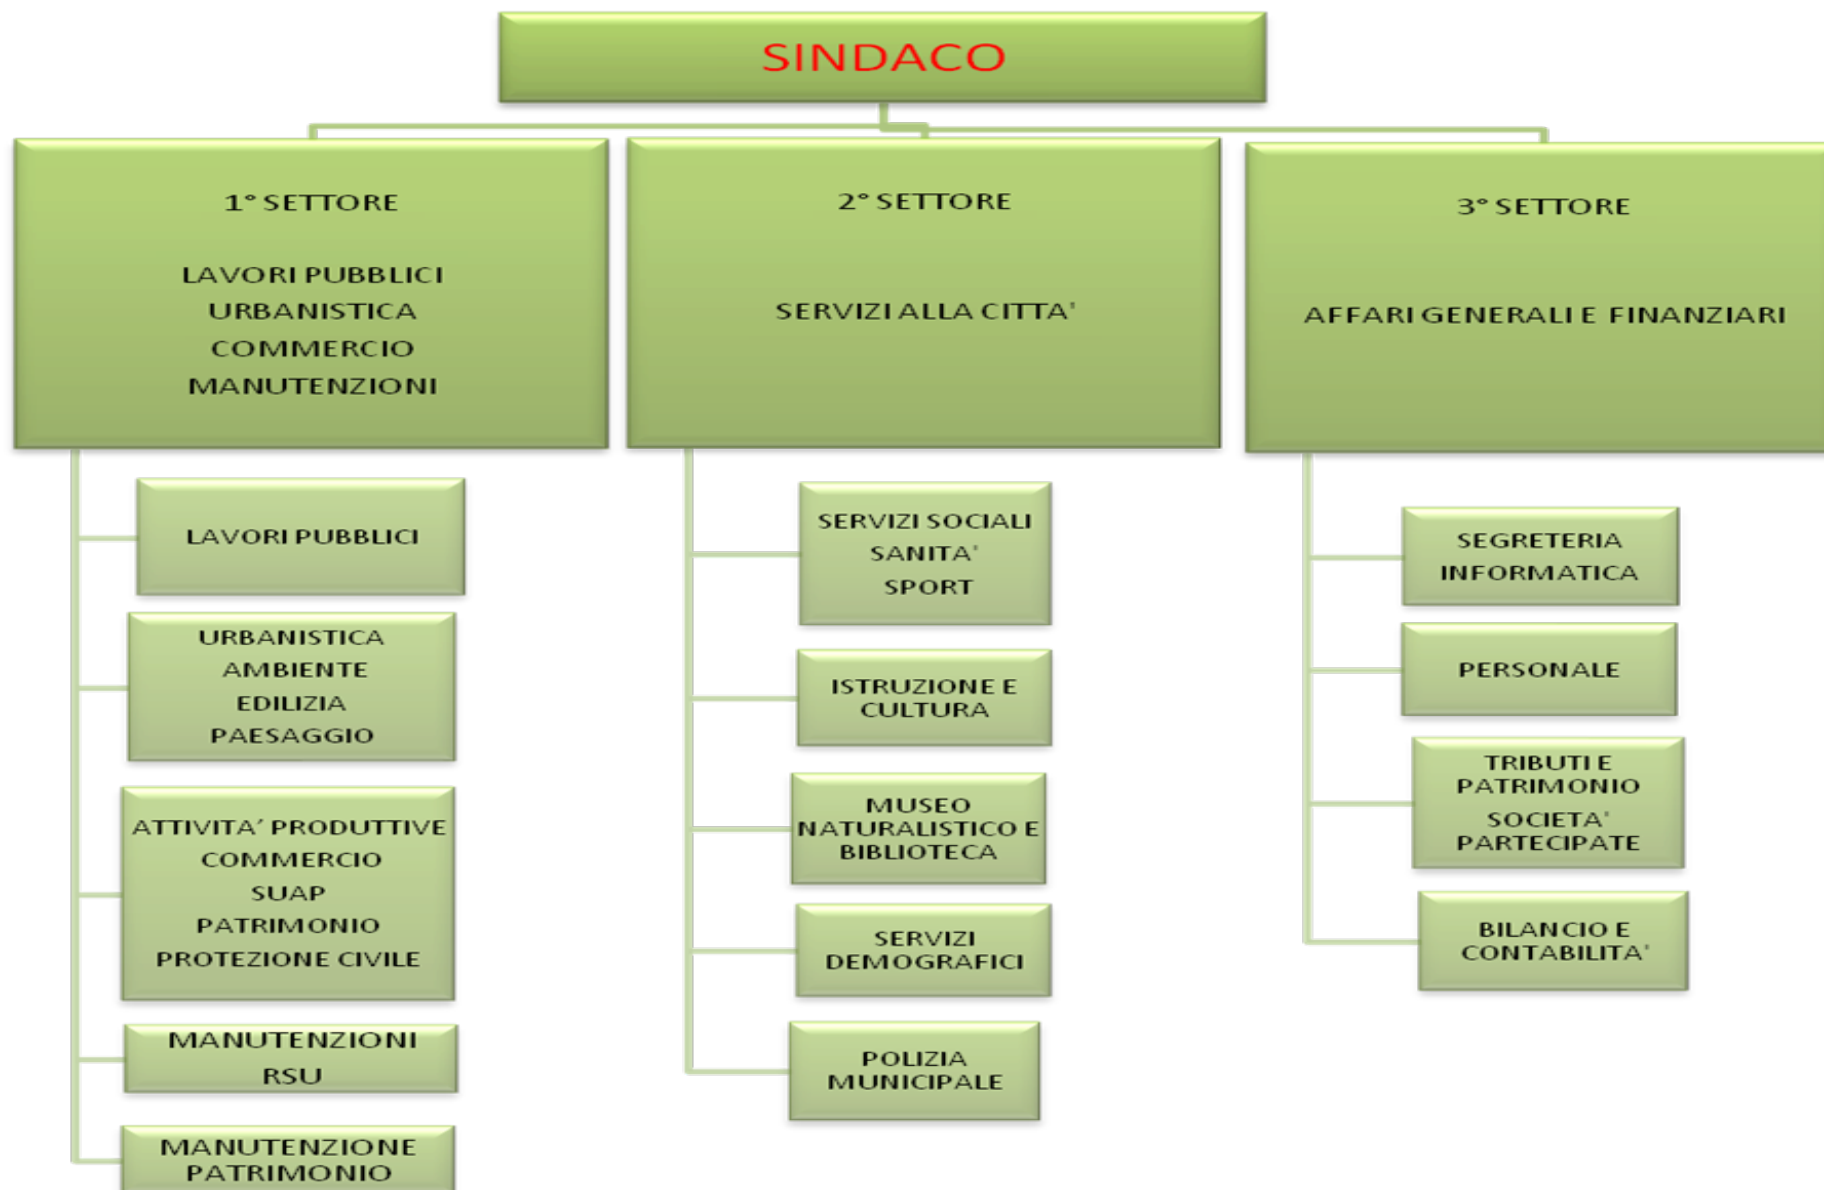 SINDACO
1° SETTORE
LAVORI PUBBLICI
URBANISTICA
COMMERCIO
MANUTENZIONI
2° SETTORE
SERVIZI ALLA CITTA'
3° SETTORE
AFFARI GENERALI E FINANZIARI
LAVORI PUBBLICI
URBANISTICA
AMBIENTE
EDILIZIA
PAESAGGIO
ATTIVITA’ PRODUTTIVE
COMMERCIO
SUAP
PATRIMONIO
PROTEZIONE CIVILE
MANUTENZIONI
RSU
MANUTENZIONE
PATRIMONIO
SERVIZI SOCIALI
SANITA'
SPORT
ISTRUZIONE E
CULTURA
MUSEO
NATURALISTICO E
BIBLIOTECA
SERVIZI
DEMOGRAFICI
POLIZIA
MUNICIPALE
SEGRETERIA
INFORMATICA
PERSONALE
TRIBUTI E
PATRIMONIO
SOCIETA'
PARTECIPATE
BILANCIO E
CONTABILITA'